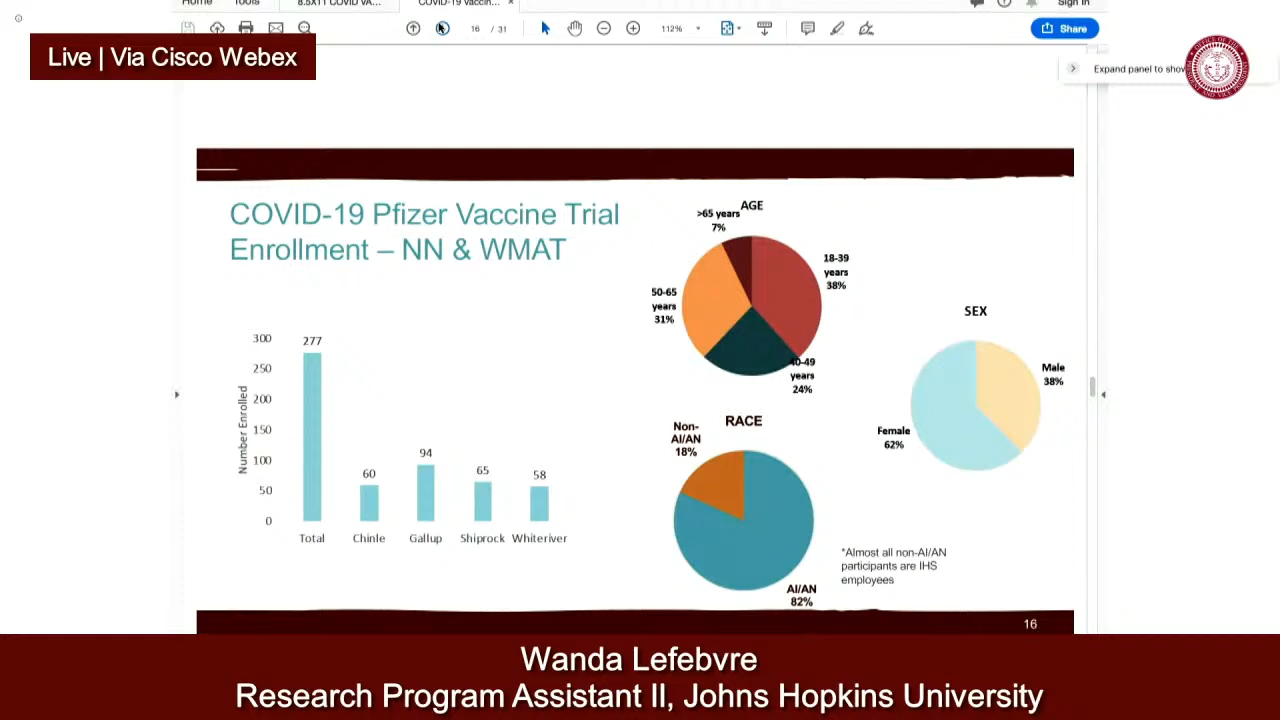 Home
Tools
8.5X11 COVID VA...
COVID-19 Vaccin...
×
Sign In
16 / 31
112%
Share
Live | Via Cisco Webex
Expand panel to show
COVID-19 Pfizer Vaccine Trial
Enrollment – NN & WMAT
AGE
>65 years
7%
18-39
years
38%
50-65
years
31%
40-49
years
24%
SEX
Male
38%
Female
62%
Number Enrolled
300
250
200
150
100
50
0
277
60
94
65
58
Total
Chinle
Gallup
Shiprock
Whiteriver
RACE
Non-
AI/AN
18%
AI/AN
82%
*Almost all non-AI/AN
participants are IHS
employees
16
Wanda Lefebvre
Research Program Assistant II, Johns Hopkins University